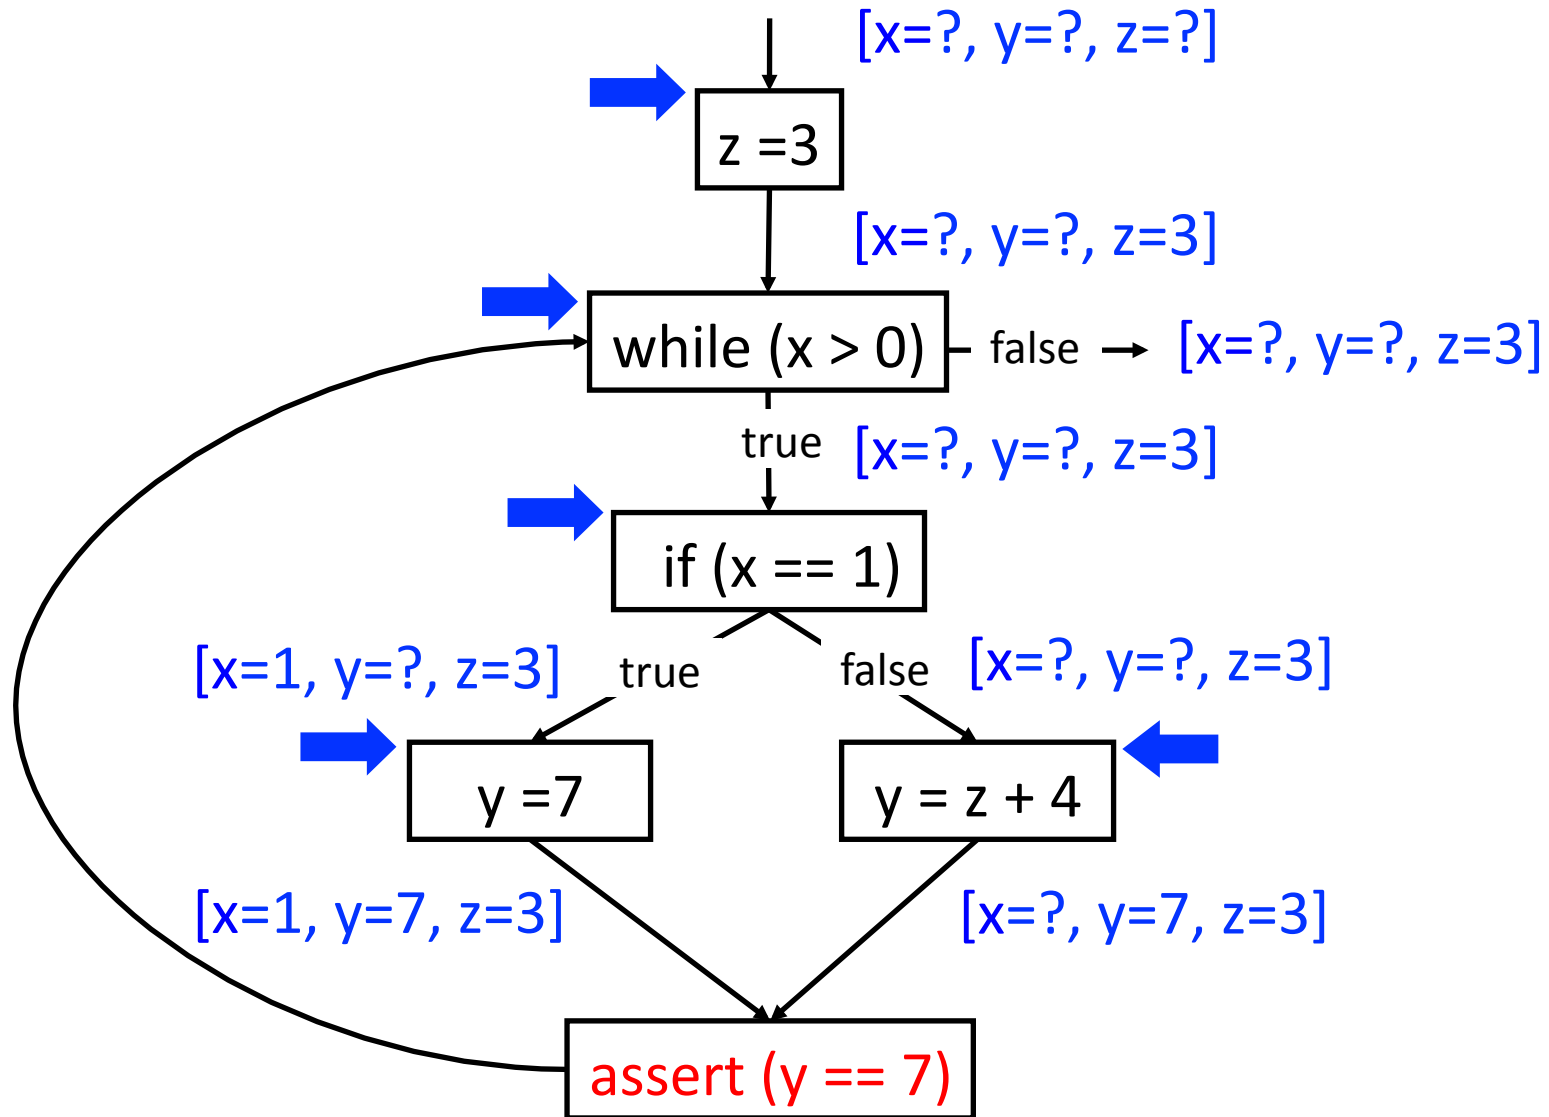 [x=?, y=?, z=?]
z =3
[x=?, y=?, z=3]
while (x > 0)
false
[x=?, y=?, z=3]
true
[x=?, y=?, z=3]
if (x == 1)
[x=1, y=?, z=3]
true
false
[x=?, y=?, z=3]
y =7
y = z + 4
[x=1, y=7, z=3]
[x=?, y=7, z=3]
assert (y == 7)